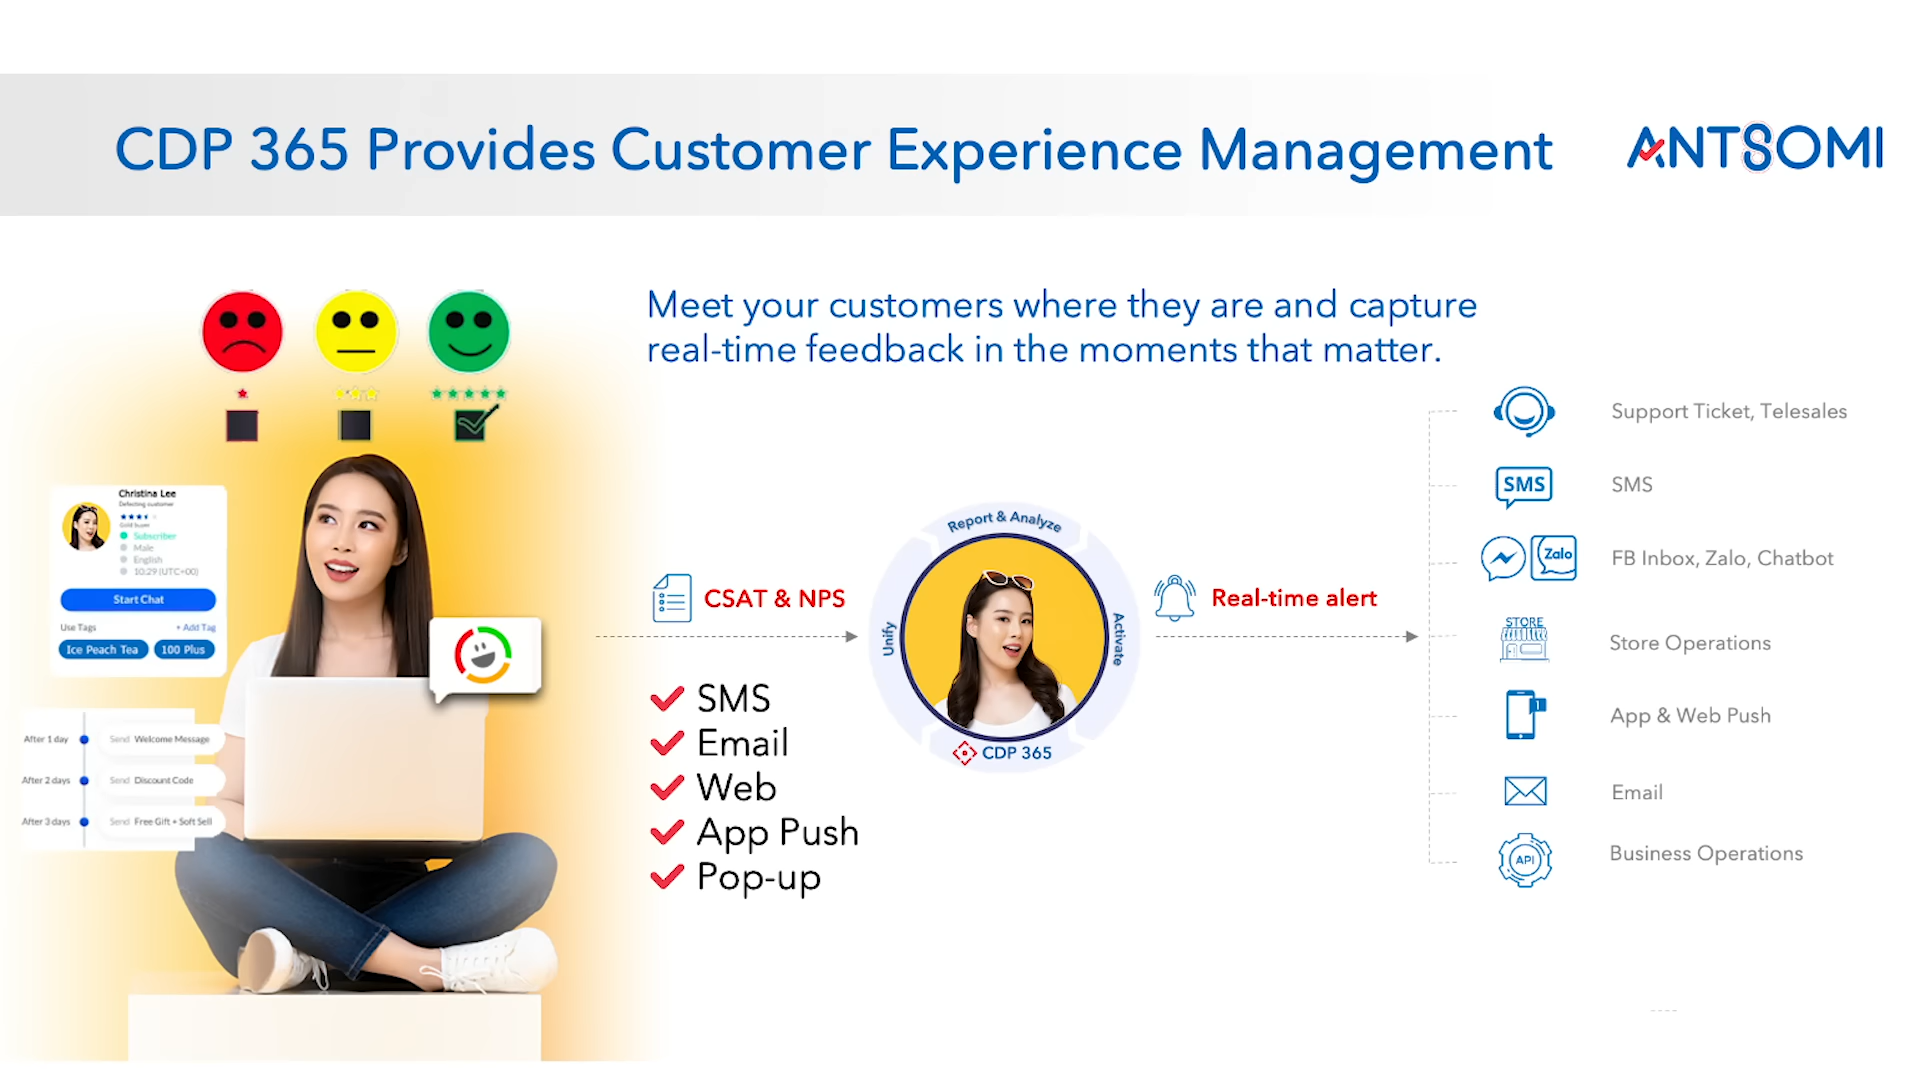 CDP 365 Provides Customer Experience Management
ANTSOMI
Meet your customers where they are and capture
real-time feedback in the moments that matter.
Christina Lee
Defecting customer
Gold buyer
Subscriber
Male
English
10:29 (UTC+00)
Start Chat
Use Tags + Add Tag
Ice Peach Tea 100 Plus
After 1 day Send Welcome Message
After 2 days Send Discount Code
After 3 days Send Free Gift + Soft Sell
CSAT & NPS
SMS
Email
Web
App Push
Pop-up
Report & Analyze
Unify
Activate
CDP 365
Real-time alert
Support Ticket, Telesales
SMS SMS
Zalo FB Inbox, Zalo, Chatbot
STORE
Store Operations
1
App & Web Push
Email
API Business Operations